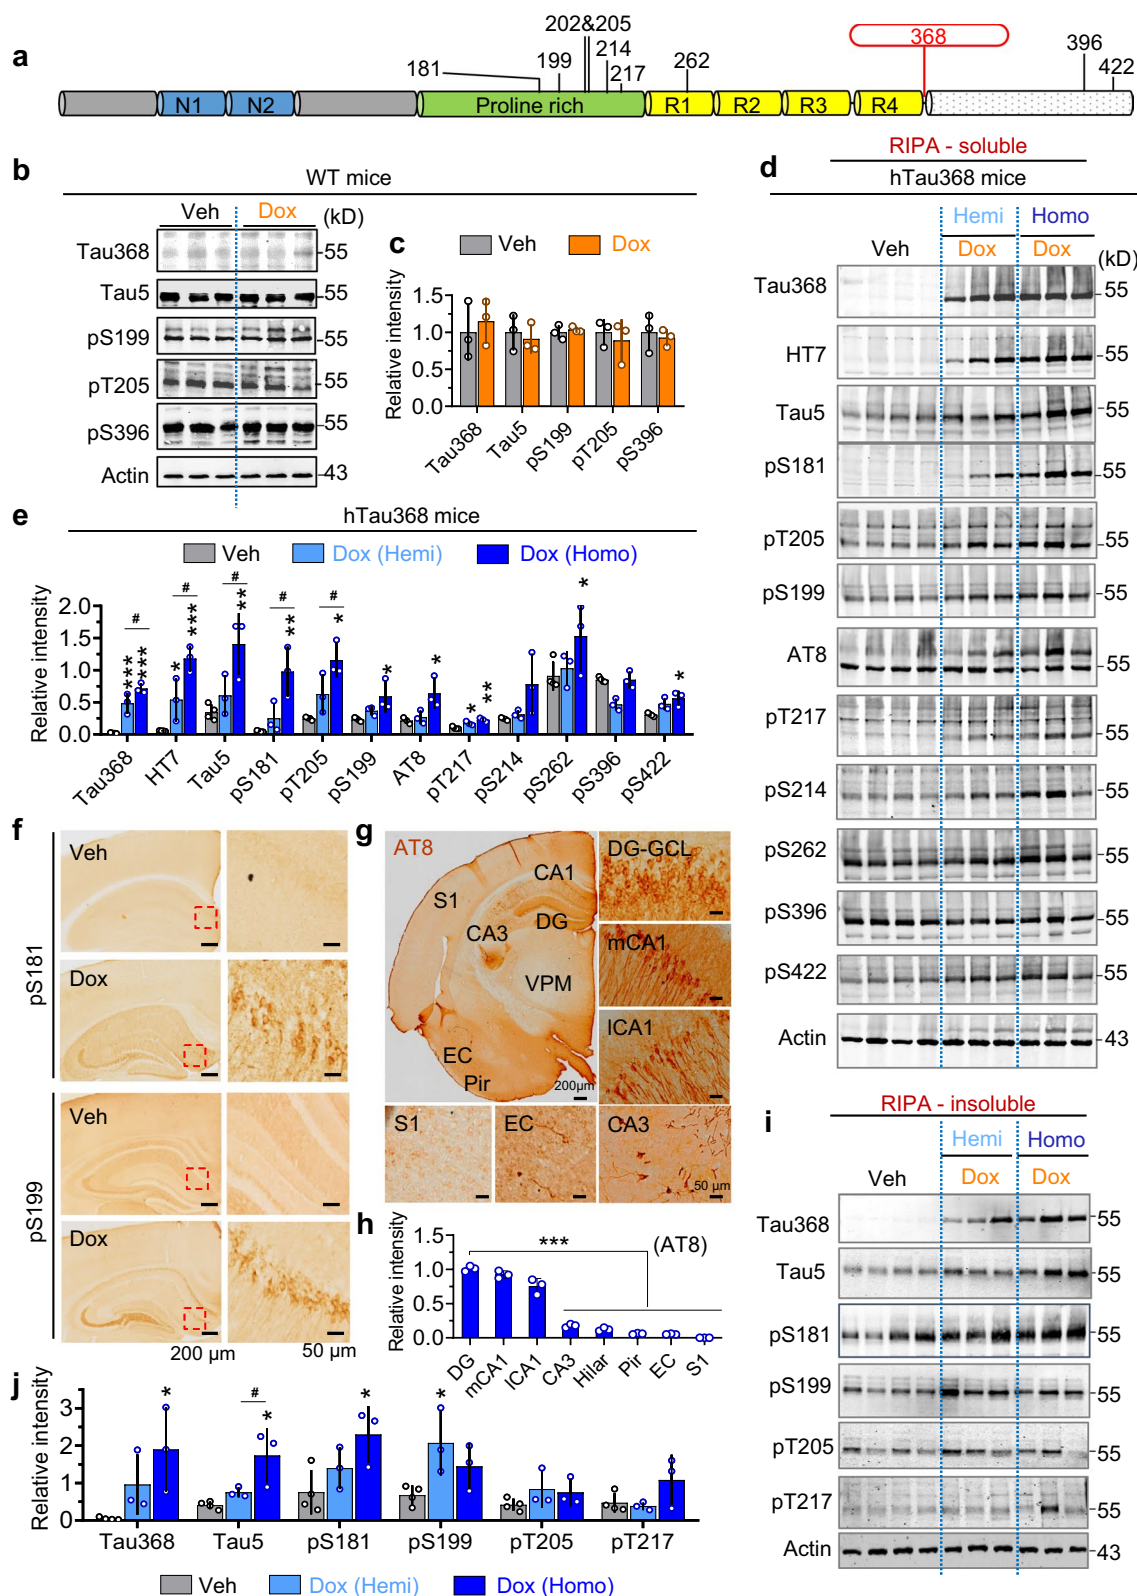 a
202&205
199
214
181
217
262
368
396
422
N1
N2
Proline rich
R1
R2
R3
R4
b
WT mice
Veh
Dox
(kD)
Tau368
55
Tau5
55
pS199
55
pT205
55
pS396
55
Actin
43
c
Veh
Dox
Relative intensity
1.5
1.0
0.5
0.0
Tau368
Tau5
pS199
pT205
pS396
d
RIPA - soluble
hTau368 mice
Hemi
Homo
Veh
Dox
Dox
(kD)
Tau368
55
HT7
55
Tau5
55
pS181
55
pT205
55
pS199
55
AT8
55
pT217
55
pS214
55
pS262
55
pS396
55
pS422
55
Actin
43
e
hTau368 mice
Veh
Dox (Hemi)
Dox (Homo)
Relative intensity
2.0
1.5
1.0
0.5
0.0
*** # ***
* # ***
# **
# **
# *
*
*
* **
*
*
Tau368
HT7
Tau5
pS181
pT205
pS199
AT8
pT217
pS214
pS262
pS396
pS422
f
pS181
Veh
Dox
pS199
Veh
Dox
200 µm
50 µm
g
AT8
S1
CA1
DG
CA3
VPM
EC
Pir
200µm
DG-GCL
mCA1
lCA1
S1
EC
CA3
50 µm
h
(AT8)
***
Relative intensity
1.5
1.0
0.5
0.0
DG
mCA1
lCA1
CA3
Hilar
Pir
EC
S1
i
RIPA - insoluble
Hemi
Homo
Veh
Dox
Dox
Tau368
55
Tau5
55
pS181
55
pS199
55
pT205
55
pT217
55
Actin
43
j
Relative intensity
3
2
1
0
*
# *
*
*
Tau368
Tau5
pS181
pS199
pT205
pT217
Veh
Dox (Hemi)
Dox (Homo)